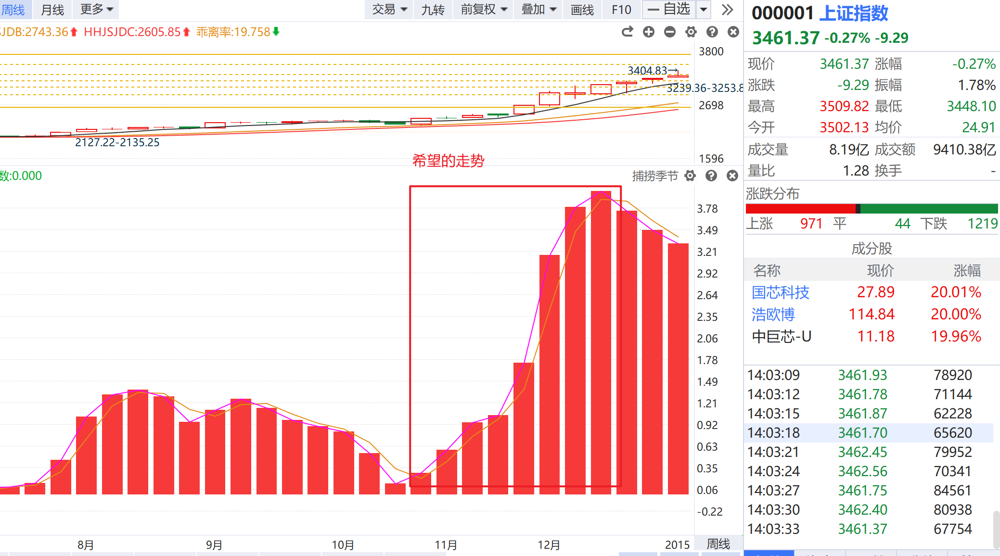 周线 月线 更多 交易 九转 前复权 叠加 画线 F10 一自选
JDB:2743.36 HHJSJDC:2605.85 乖离率:19.758
3800
3404.83→
3239.36-3253.8
2698
2127.22-2135.25
1596
希望的走势
数:0.000
捕捞季节
3.78
3.49
3.21
2.92
2.64
2.35
2.06
1.78
1.49
1.21
0.92
0.63
0.35
0.06
-0.22
8月 9月 10月 11月 12月 2015 周线
000001 上证指数
3461.37 -0.27% -9.29
现价 3461.37 涨幅 -0.27%
涨跌 -9.29 振幅 1.78%
最高 3509.82 最低 3448.10
今开 3502.13 均价 24.91
成交量 8.19亿 成交额 9410.38亿
量比 1.28 换手 -
涨跌分布
上涨 971 平 44 下跌 1219
成分股
名称 现价 涨幅
国芯科技 27.89 20.01%
浩欧博 114.84 20.00%
中巨芯-U 11.18 19.96%
14:03:09 3461.93 78920
14:03:12 3461.78 71144
14:03:15 3461.87 62228
14:03:18 3461.70 65620
14:03:21 3462.45 79952
14:03:24 3462.56 70341
14:03:27 3461.75 84561
14:03:30 3462.40 80938
14:03:33 3461.37 67754